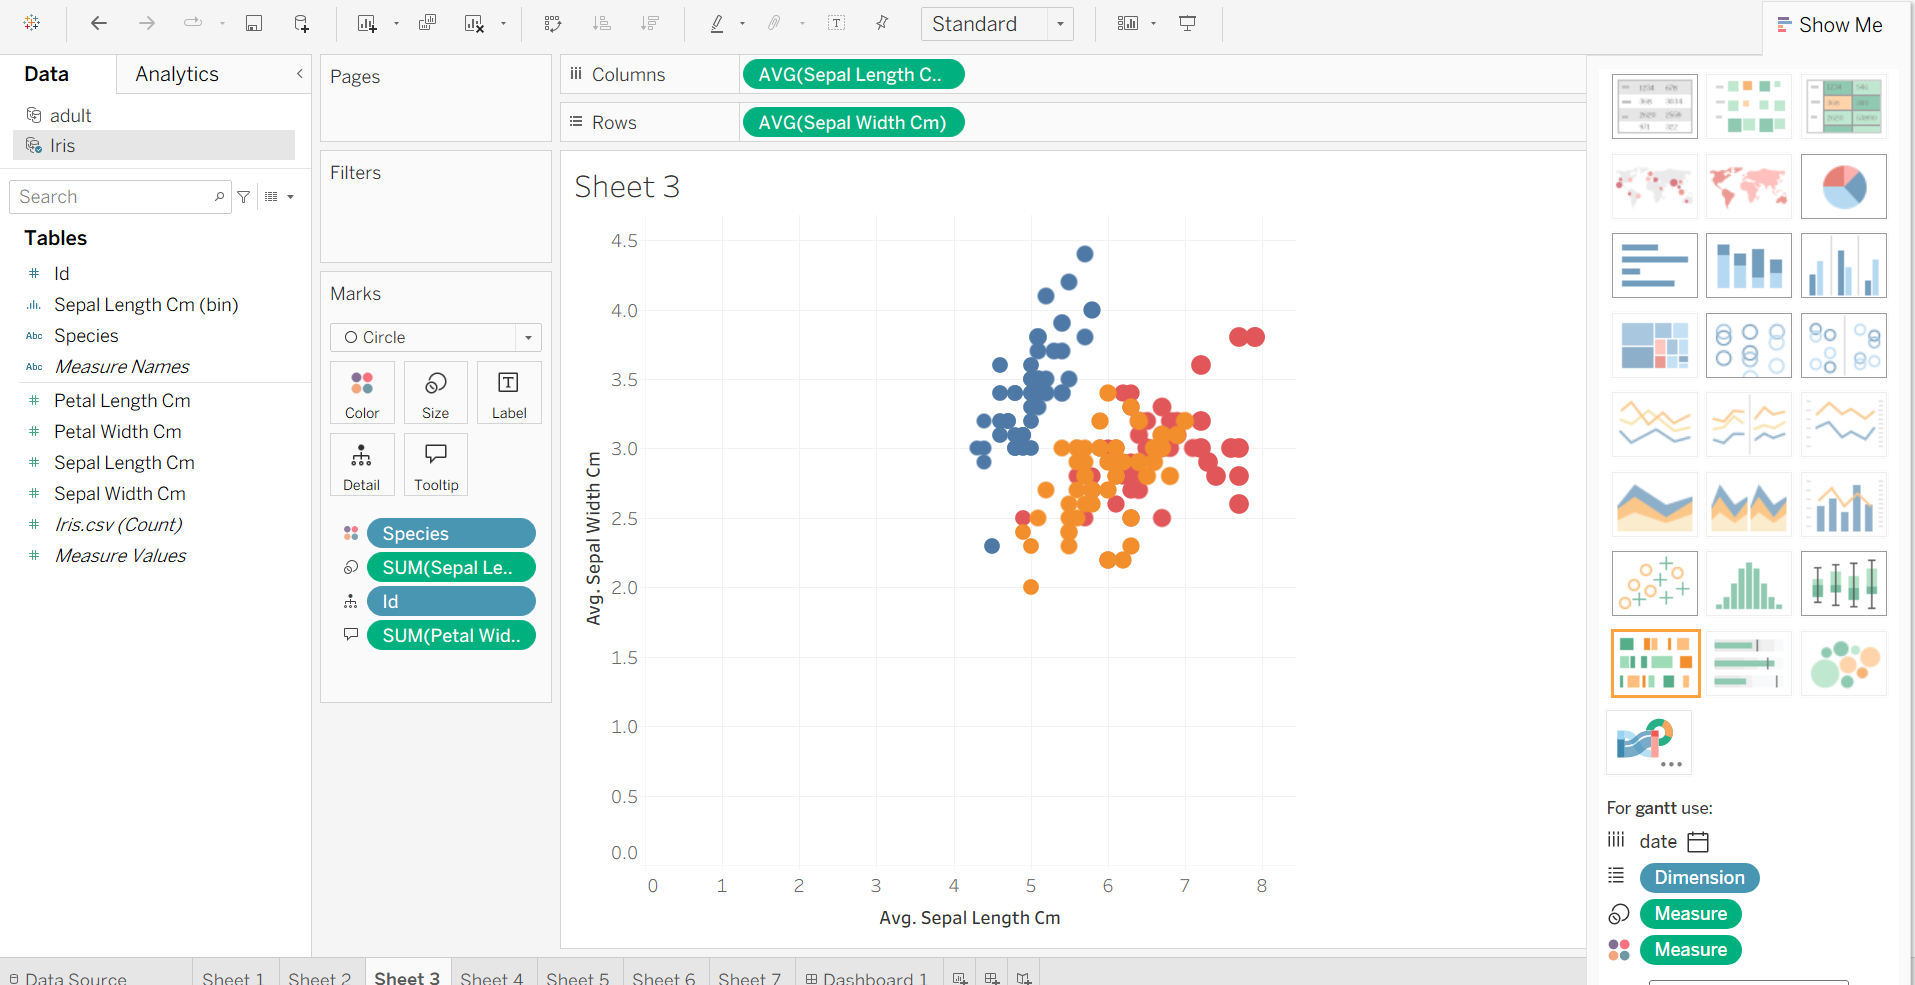 Standard
Show Me
Data
Analytics
adult
Iris
Search
Tables
# Id
Sepal Length Cm (bin)
Abc Species
Abc Measure Names
# Petal Length Cm
# Petal Width Cm
# Sepal Length Cm
# Sepal Width Cm
# Iris.csv (Count)
# Measure Values
Pages
Filters
Marks
Circle
Color
Size
Label
Detail
Tooltip
Species
SUM(Sepal Le..
Id
SUM(Petal Wid..
Columns
AVG(Sepal Length C..
Rows
AVG(Sepal Width Cm)
Sheet 3
Avg. Sepal Width Cm
4.5
4.0
3.5
3.0
2.5
2.0
1.5
1.0
0.5
0.0
0 1 2 3 4 5 6 7 8
Avg. Sepal Length Cm
For gantt use:
date
Dimension
Measure
Measure
Data Source
Sheet 1
Sheet 2
Sheet 3
Sheet 4
Sheet 5
Sheet 6
Sheet 7
Dashboard 1